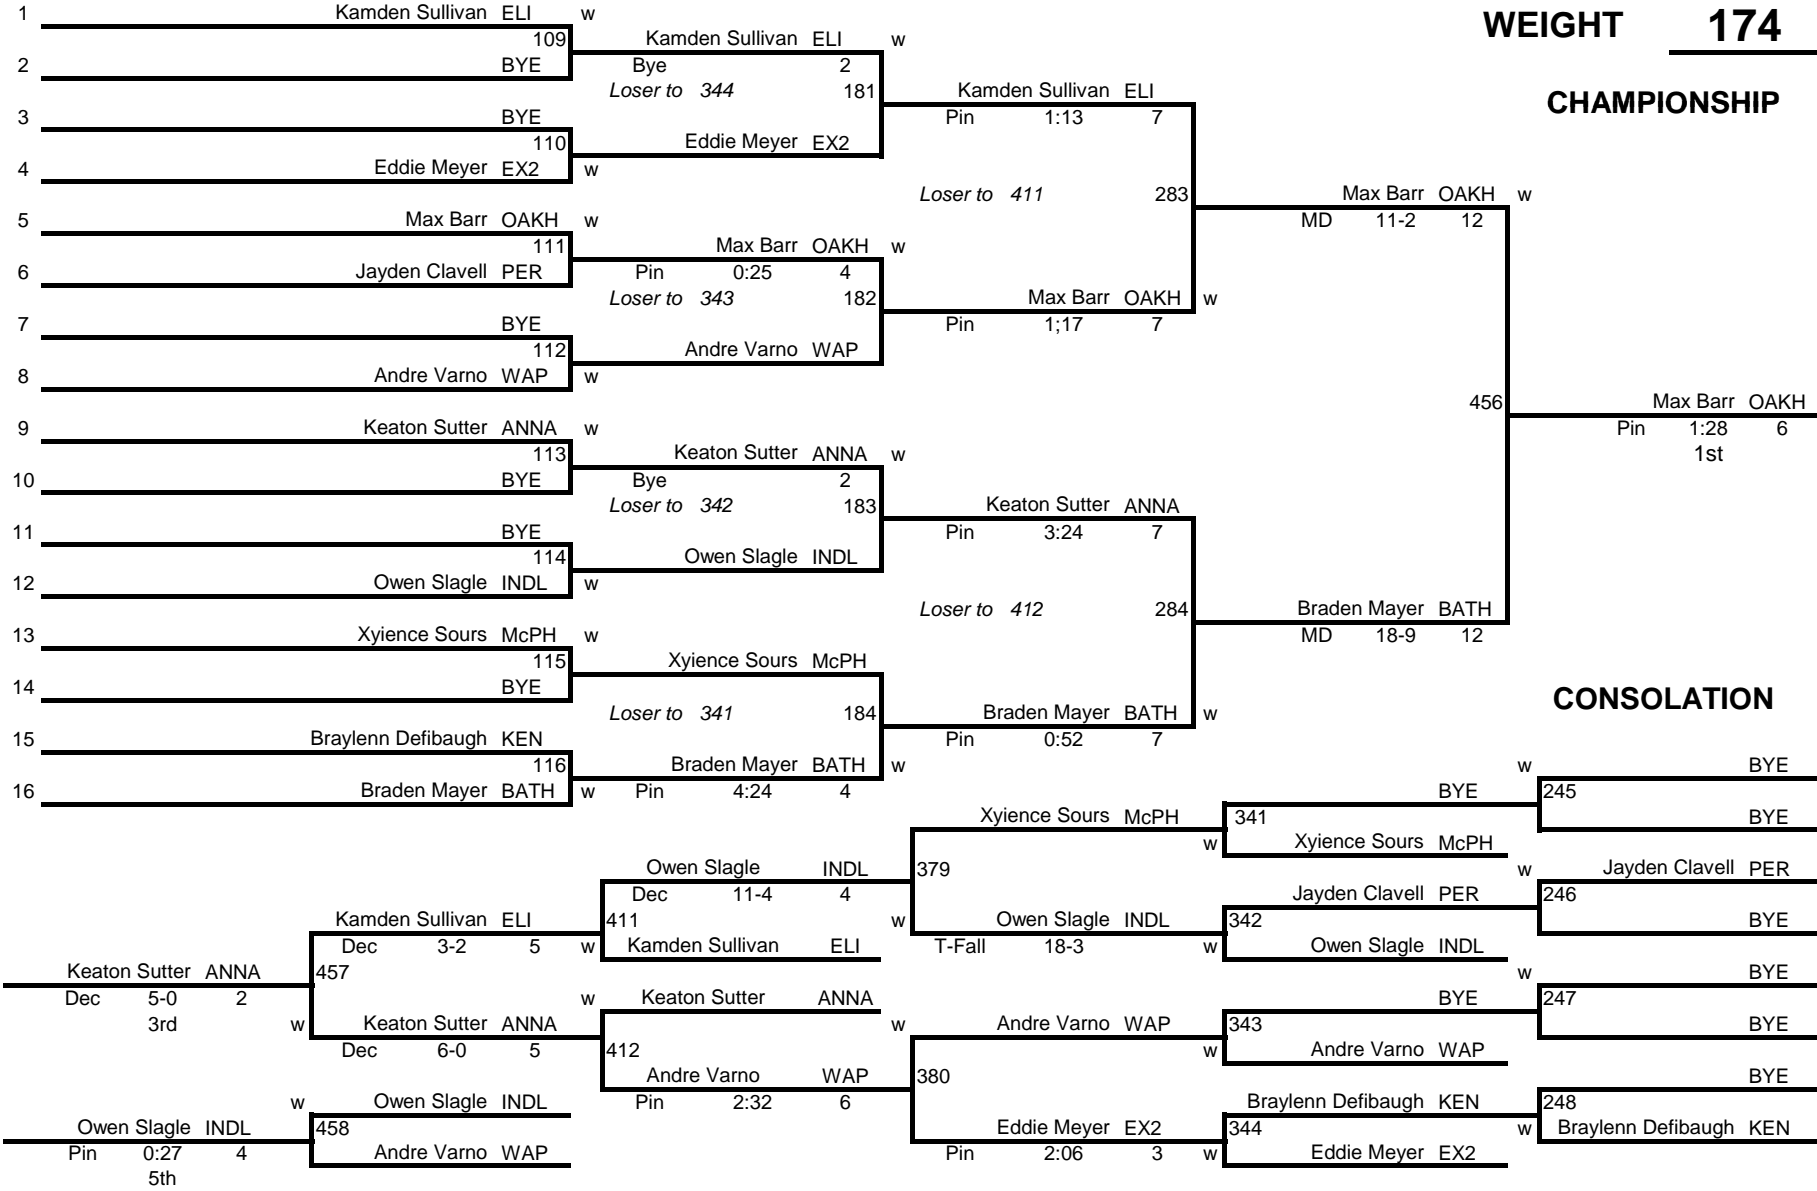 1 Kamden Sullivan ELI w
WEIGHT 174
109 Kamden Sullivan ELI w
2 BYE Bye 2
Loser to 344 181 Kamden Sullivan ELI
CHAMPIONSHIP
3 BYE Pin 1:13 7
110 Eddie Meyer EX2
4 Eddie Meyer EX2 w
Loser to 411 283 Max Barr OAKH w
5 Max Barr OAKH w MD 11-2 12
111 Max Barr OAKH w
6 Jayden Clavell PER Pin 0:25 4
Loser to 343 182 Max Barr OAKH w
7 BYE Pin 1;17 7
112 Andre Varno WAP
8 Andre Varno WAP w
456 Max Barr OAKH
9 Keaton Sutter ANNA w Pin 1:28 6
113 Keaton Sutter ANNA w 1st
10 BYE Bye 2
Loser to 342 183 Keaton Sutter ANNA
11 BYE Pin 3:24 7
114 Owen Slagle INDL
12 Owen Slagle INDL w
Loser to 412 284 Braden Mayer BATH
13 Xyience Sours McPH w MD 18-9 12
115 Xyience Sours McPH
14 BYE
CONSOLATION
Loser to 341 184 Braden Mayer BATH w
15 Braylenn Defibaugh KEN Pin 0:52 7
116 Braden Mayer BATH w w BYE
16 Braden Mayer BATH w Pin 4:24 4 BYE 245
Xyience Sours McPH 341 BYE
w Xyience Sours McPH
Owen Slagle INDL 379 w Jayden Clavell PER
Dec 11-4 4 Jayden Clavell PER 246
Kamden Sullivan ELI 411 w Owen Slagle INDL 342 BYE
Dec 3-2 5 w Kamden Sullivan ELI T-Fall 18-3 w Owen Slagle INDL
Keaton Sutter ANNA 457 w BYE
Dec 5-0 2 w Keaton Sutter ANNA BYE 247
3rd w Keaton Sutter ANNA w Andre Varno WAP 343 BYE
Dec 6-0 5 412 w Andre Varno WAP
Andre Varno WAP 380 BYE
w Owen Slagle INDL Pin 2:32 6 Braylenn Defibaugh KEN 248
Owen Slagle INDL 458 Eddie Meyer EX2 344 w Braylenn Defibaugh KEN
Pin 0:27 4 Andre Varno WAP Pin 2:06 3 w Eddie Meyer EX2
5th